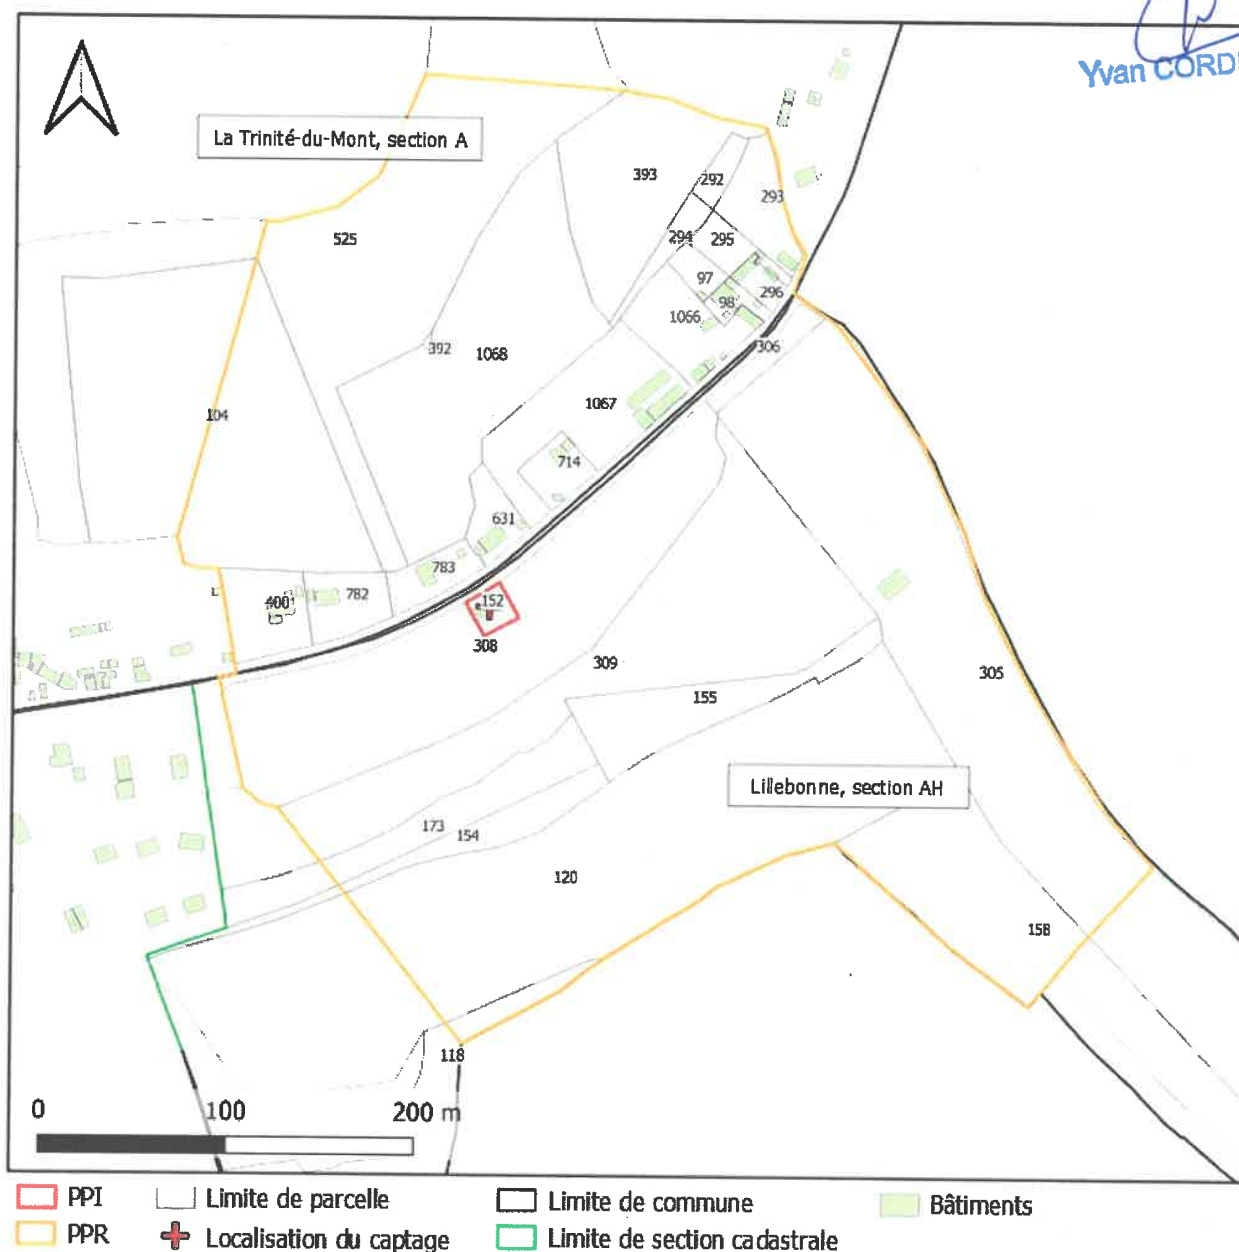 Yvan CORD
La Trinité-du-Mont, section A
393
292
293
525
294
295
97
2
98
296
1066
306
392
1068
1067
104
714
631
783
782
400
152
308
309
155
305
Lillebonne, section AH
173
154
120
158
118
0 100 200 m
PPI
Limite de parcelle
Limite de commune
Bâtiments
PPR
Localisation du captage
Limite de section cadastrale